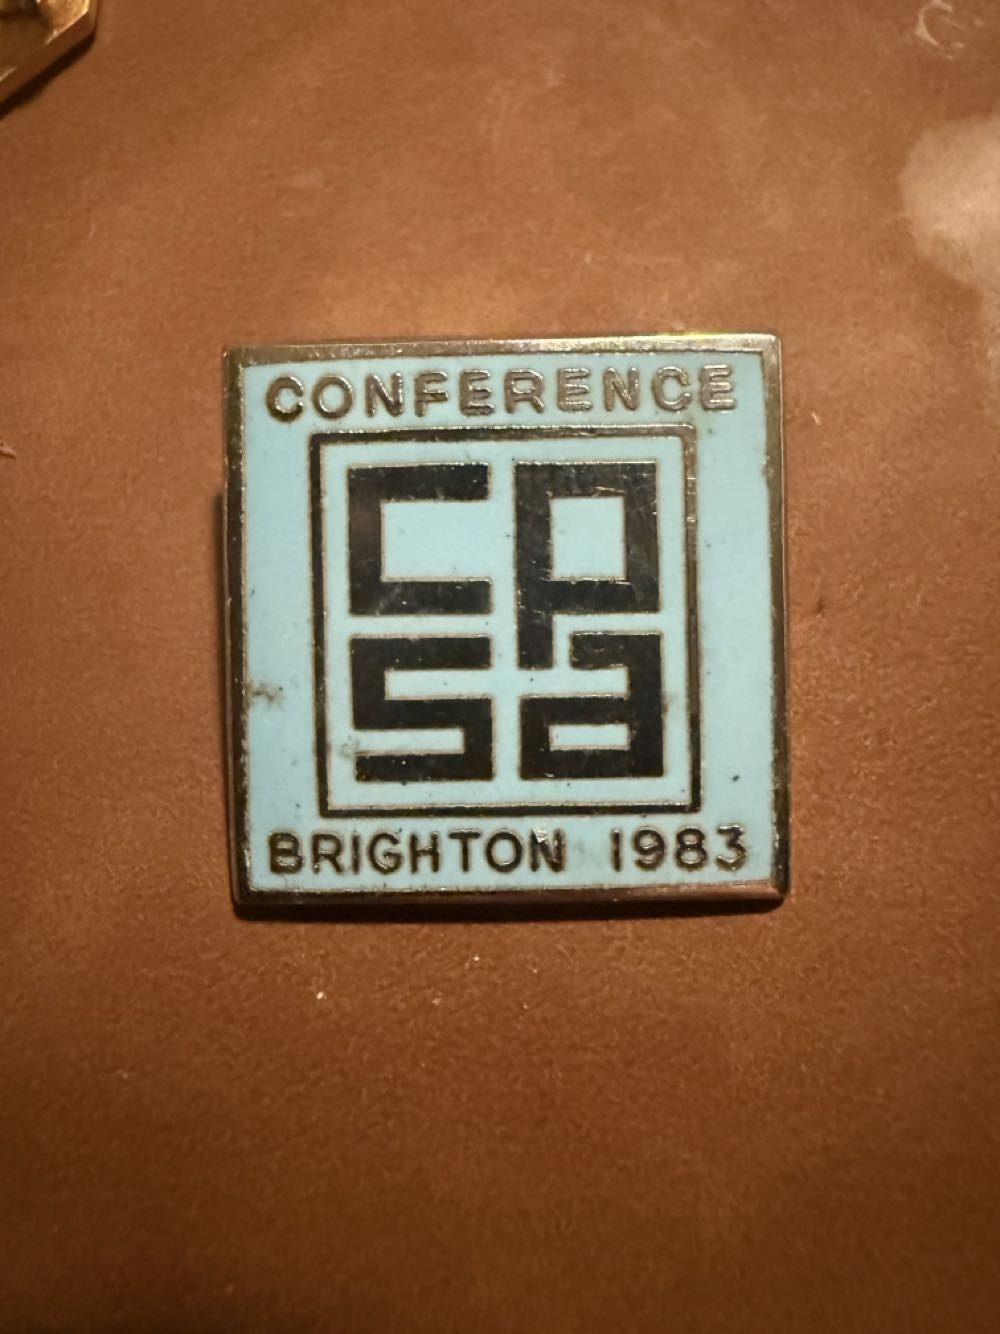 CONFERENCE
cp
sa
BRIGHTON 1983